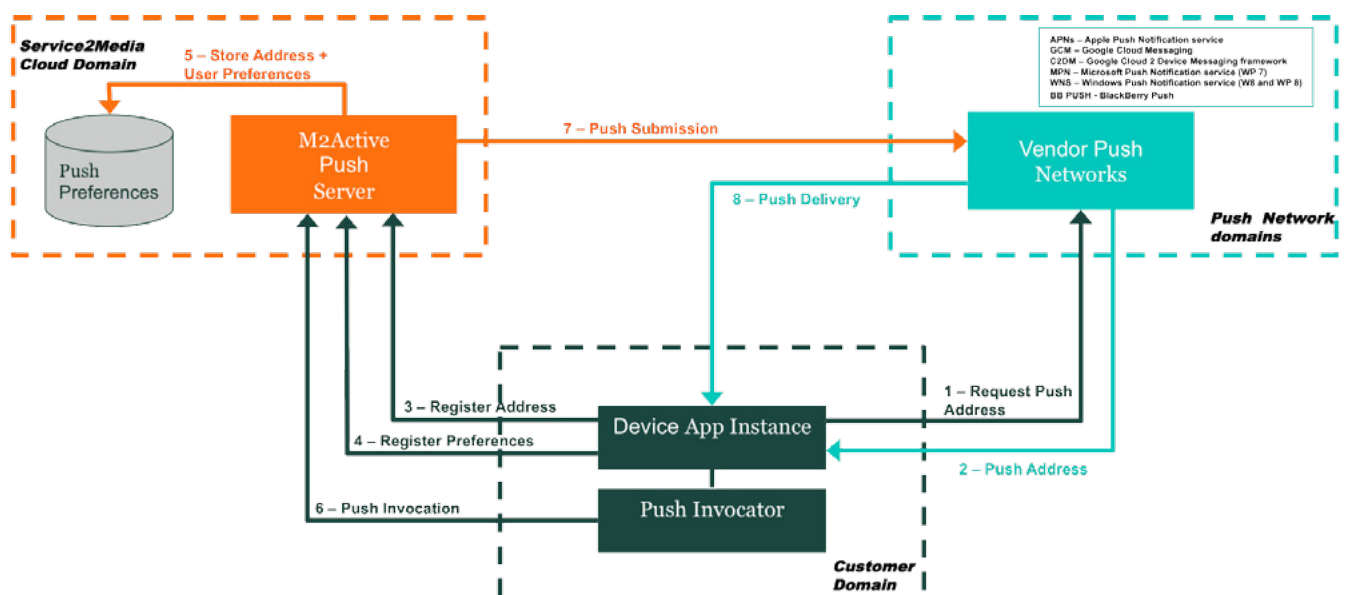 Service2Media
Cloud Domain
5 – Store Address +
User Preferences
Push
Preferences
M2Active
Push
Server
7 – Push Submission
APNs – Apple Push Notification service
GCM – Google Cloud Messaging
C2DM – Google Cloud 2 Device Messaging framework
MPN – Microsoft Push Notification service (WP 7)
WNS – Windows Push Notification service (W8 and WP 8)
BB PUSH - BlackBerry Push
Vendor Push
Networks
8 – Push Delivery
Push Network
domains
3 – Register Address
4 – Register Preferences
6 – Push Invocation
Device App Instance
Push Invocator
1 – Request Push
Address
2 – Push Address
Customer
Domain